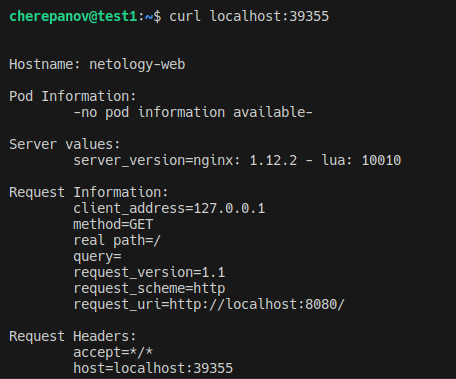 cherepanov@test1:~$ curl localhost:39355
Hostname: netology-web
Pod Information:
-no pod information available-
Server values:
server_version=nginx: 1.12.2 - lua: 10010
Request Information:
client_address=127.0.0.1
method=GET
real path=/
query=
request_version=1.1
request_scheme=http
request_uri=http://localhost:8080/
Request Headers:
accept=*/*
host=localhost:39355